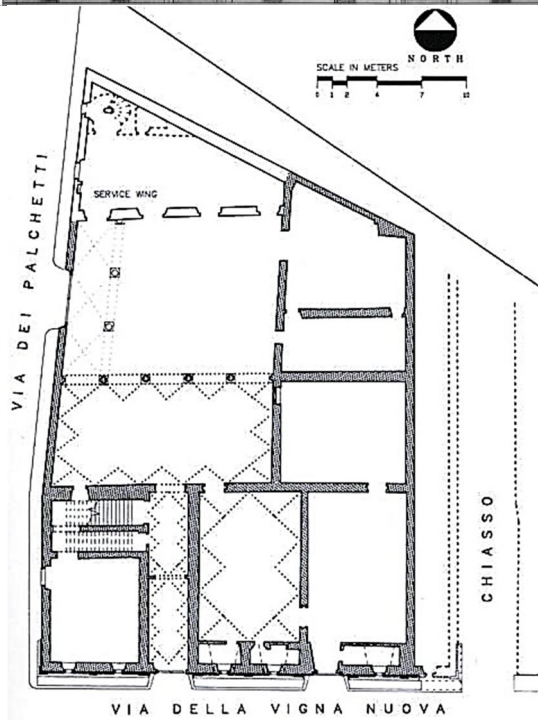 NORTH
SCALE IN METERS
0 1 2 4 7 10
SERVICE WING
VIA DEI PALCHETTI
CHIASSO
VIA DELLA VIGNA NUOVA